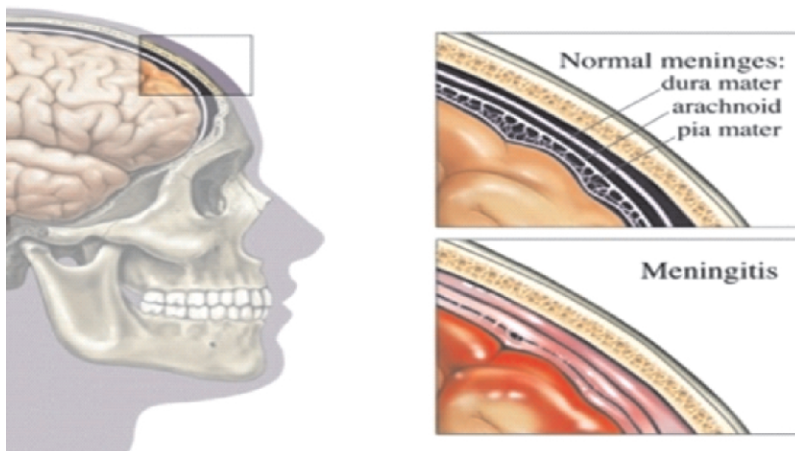 Normal meninges:
dura mater
arachnoid
pia mater
Meningitis